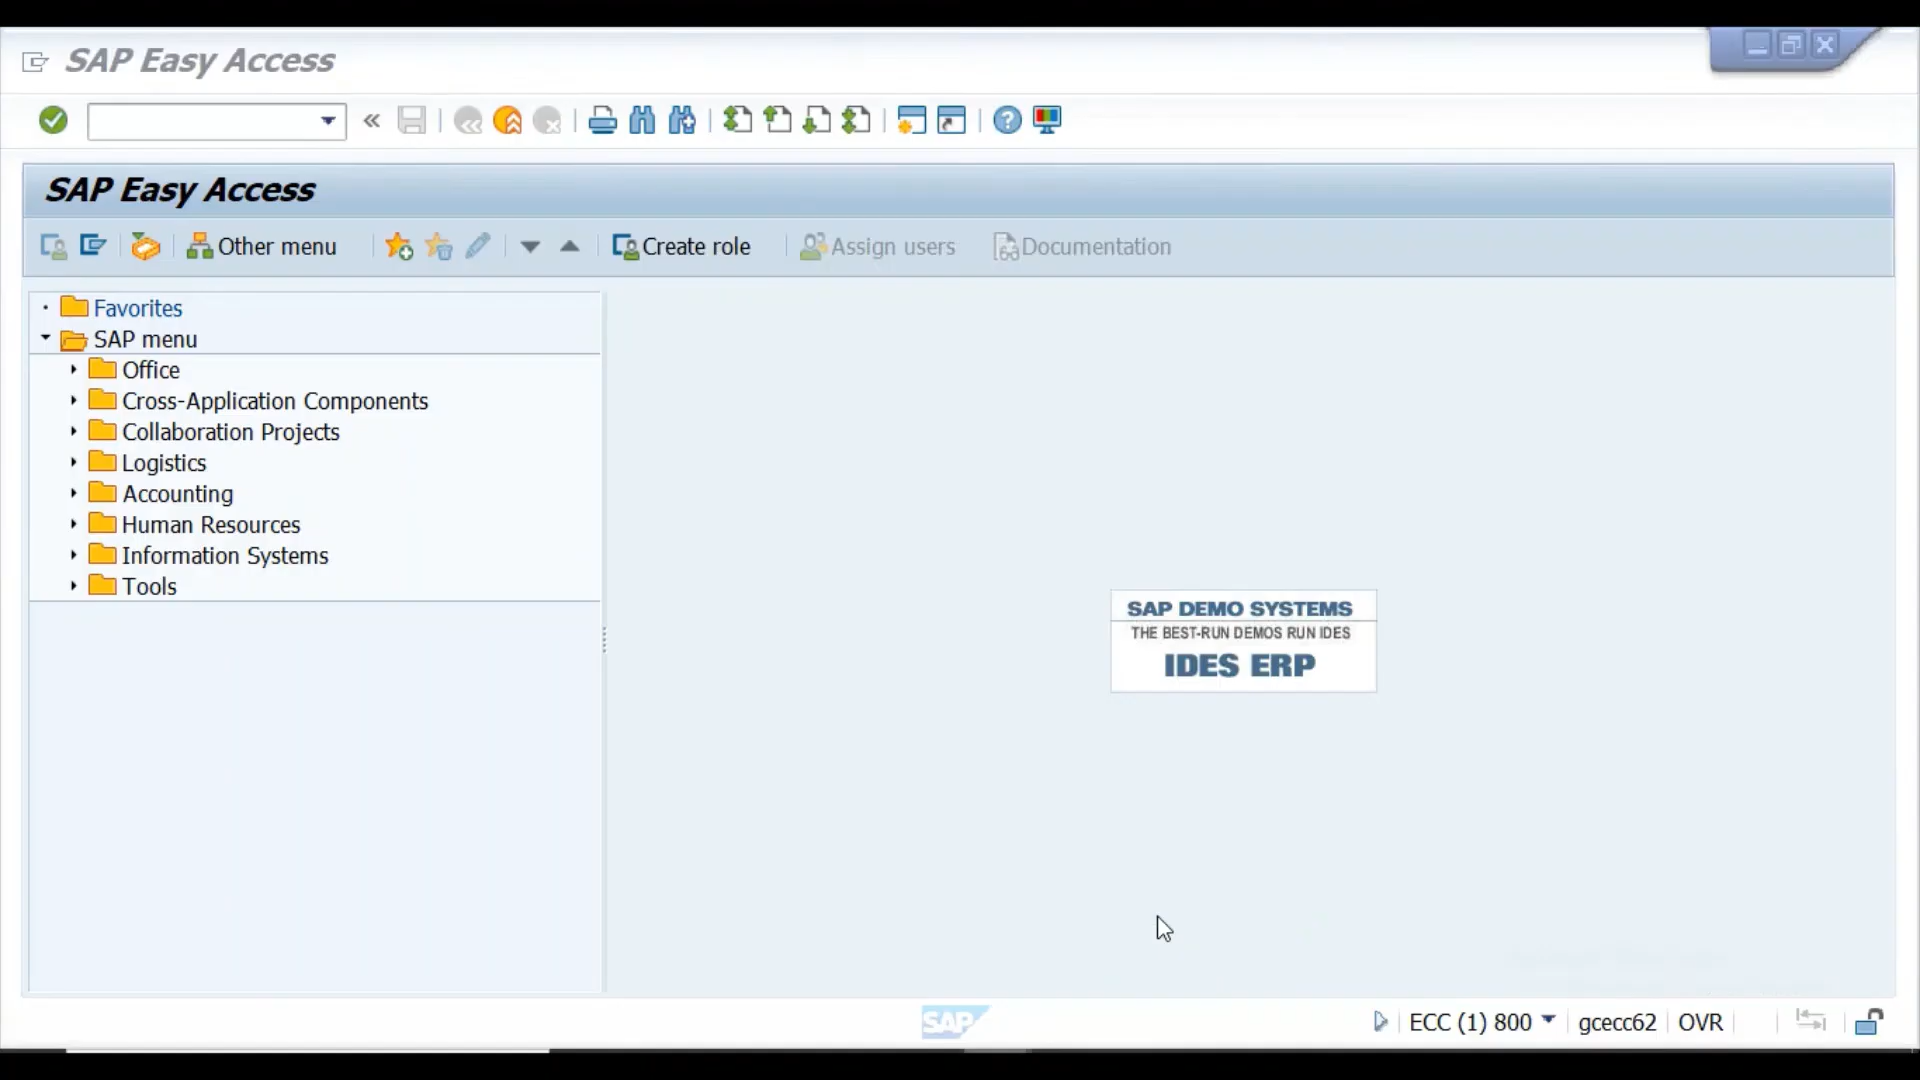 SAP Easy Access
SAP Easy Access
Other menu
Create role
Assign users
Documentation
Favorites
SAP menu
Office
Cross-Application Components
Collaboration Projects
Logistics
Accounting
Human Resources
Information Systems
Tools
SAP DEMO SYSTEMS
THE BEST-RUN DEMOS RUN IDES
IDES ERP
SAP
ECC (1) 800
gcecc62
OVR